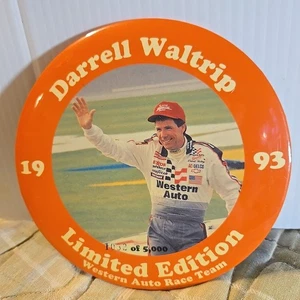 Darrell Waltrip
19
93
Western
Auto
of 5,000
Limited Edition
Western Auto Race Team